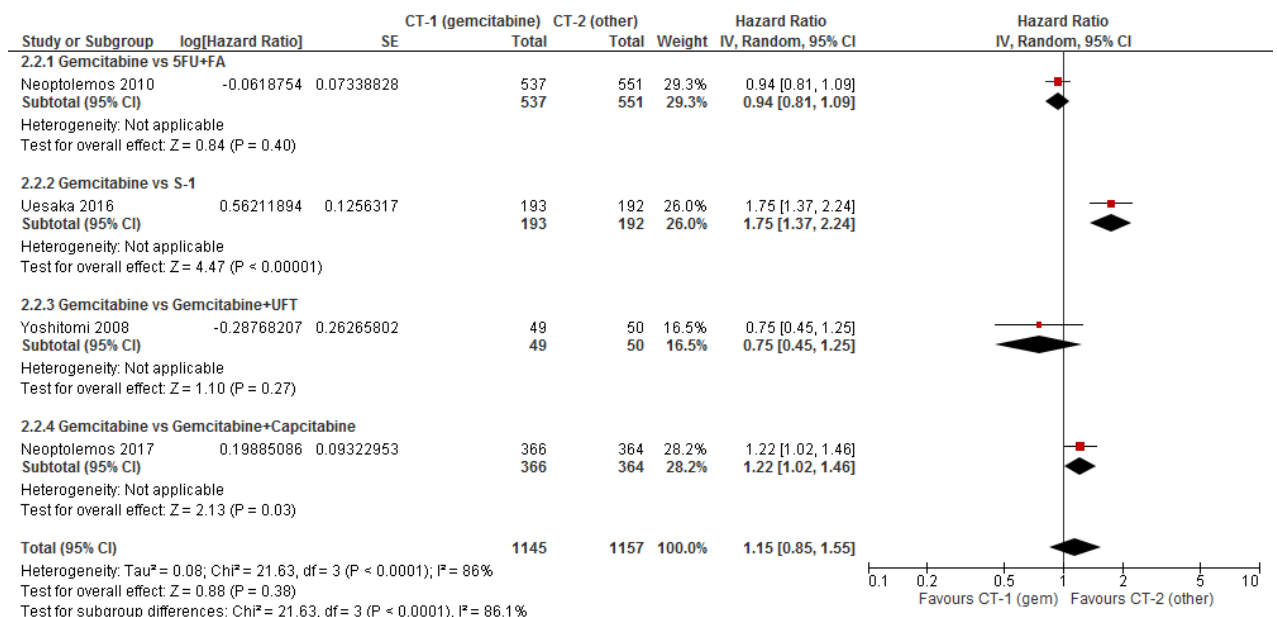 CT-1 (gemcitabine) CT-2 (other) Hazard Ratio Hazard Ratio
Study or Subgroup log[Hazard Ratio] SE Total Total Weight IV, Random, 95% CI IV, Random, 95% CI
2.2.1 Gemcitabine vs 5FU+FA
Neoptolemos 2010 -0.0618754 0.07338828 537 551 29.3% 0.94 [0.81, 1.09]
Subtotal (95% CI) 537 551 29.3% 0.94 [0.81, 1.09]
Heterogeneity: Not applicable
Test for overall effect: Z = 0.84 (P = 0.40)
2.2.2 Gemcitabine vs S-1
Uesaka 2016 0.56211894 0.1256317 193 192 26.0% 1.75 [1.37, 2.24]
Subtotal (95% CI) 193 192 26.0% 1.75 [1.37, 2.24]
Heterogeneity: Not applicable
Test for overall effect: Z = 4.47 (P < 0.00001)
2.2.3 Gemcitabine vs Gemcitabine+UFT
Yoshitomi 2008 -0.28768207 0.26265802 49 50 16.5% 0.75 [0.45, 1.25]
Subtotal (95% CI) 49 50 16.5% 0.75 [0.45, 1.25]
Heterogeneity: Not applicable
Test for overall effect: Z = 1.10 (P = 0.27)
2.2.4 Gemcitabine vs Gemcitabine+Capcitabine
Neoptolemos 2017 0.19885086 0.09322953 366 364 28.2% 1.22 [1.02, 1.46]
Subtotal (95% CI) 366 364 28.2% 1.22 [1.02, 1.46]
Heterogeneity: Not applicable
Test for overall effect: Z = 2.13 (P = 0.03)
Total (95% CI) 1145 1157 100.0% 1.15 [0.85, 1.55]
Heterogeneity: Tau² = 0.08; Chi² = 21.63, df = 3 (P < 0.0001); I² = 86%
Test for overall effect: Z = 0.88 (P = 0.38)
Test for subgroup differences: Chi² = 21.63, df = 3 (P < 0.0001), I² = 86.1%
0.1 0.2 0.5 1 2 5 10
Favours CT-1 (gem) Favours CT-2 (other)